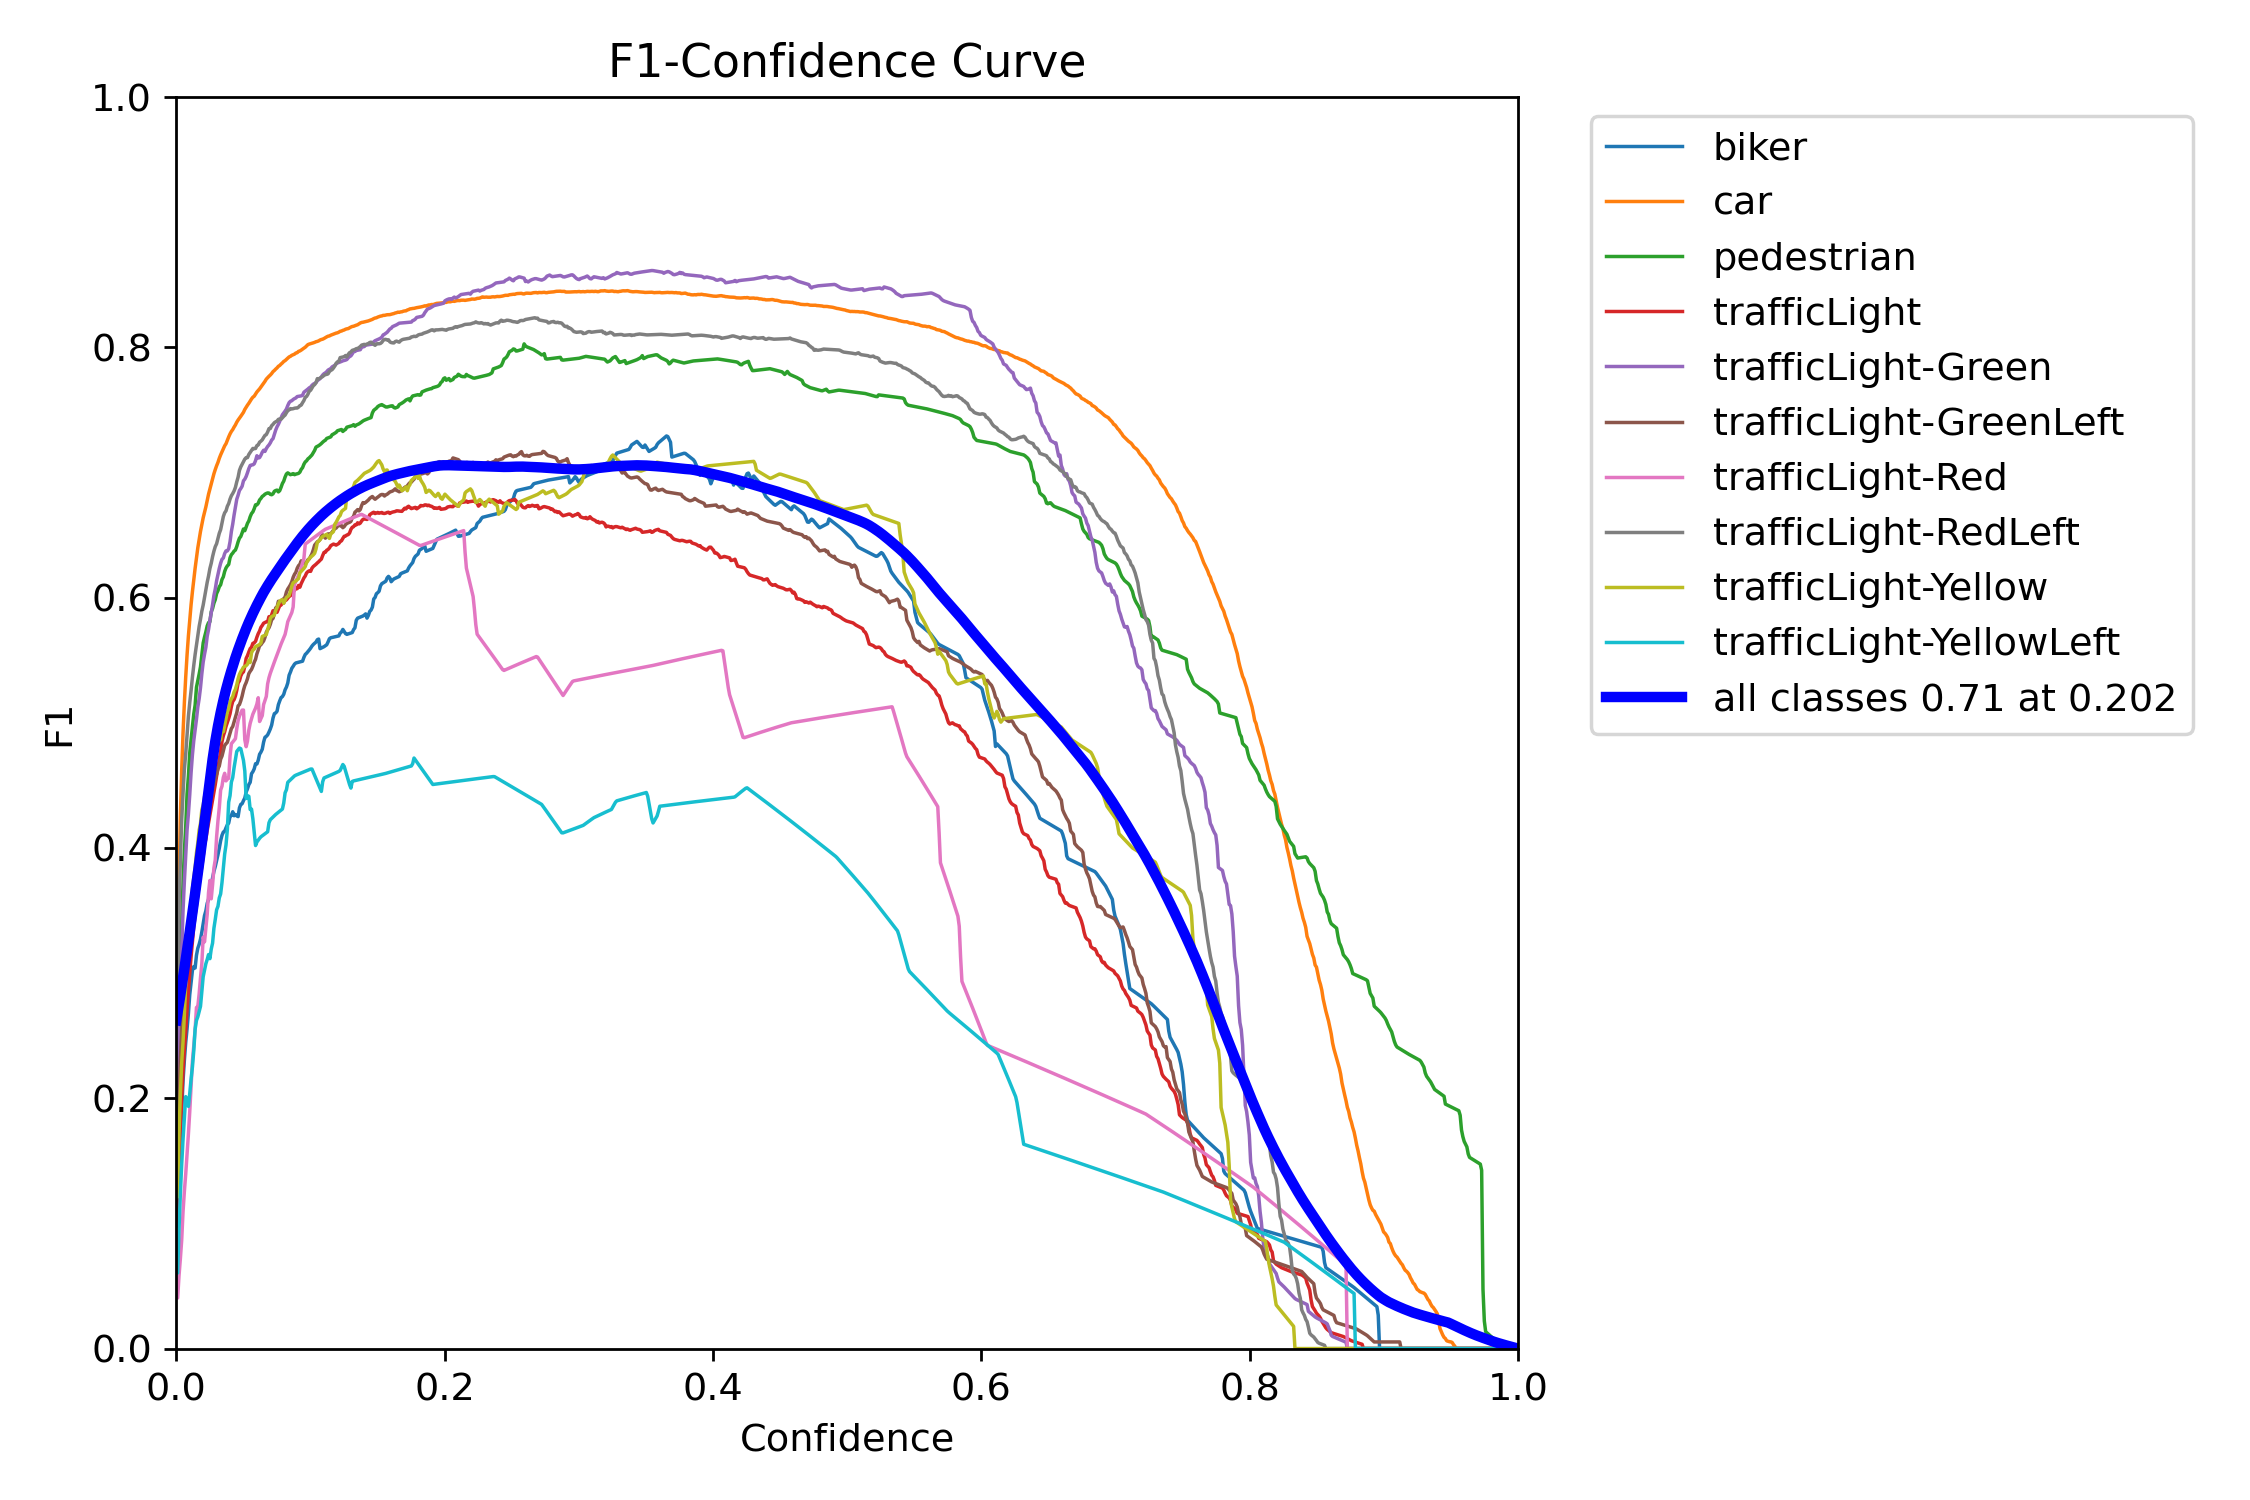 F1-Confidence Curve
1.0
0.8
0.6
0.4
0.2
0.0
F1
0.0 0.2 0.4 0.6 0.8 1.0
Confidence
biker
car
pedestrian
trafficLight
trafficLight-Green
trafficLight-GreenLeft
trafficLight-Red
trafficLight-RedLeft
trafficLight-Yellow
trafficLight-YellowLeft
all classes 0.71 at 0.202